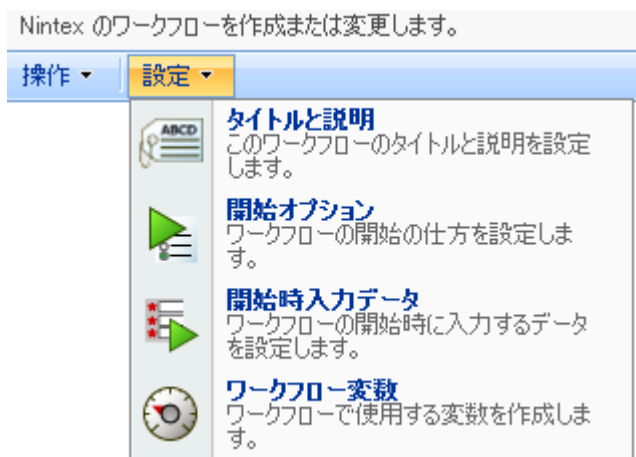 Nintex のワークフローを作成または変更します。
操作 設定
ABCD
タイトルと説明
このワークフローのタイトルと説明を設定
します。
開始オプション
ワークフローの開始の仕方を設定しま
す。
開始時入力データ
ワークフローの開始時に入力するデータ
を設定します。
ワークフロー変数
ワークフローで使用する変数を作成しま
す。